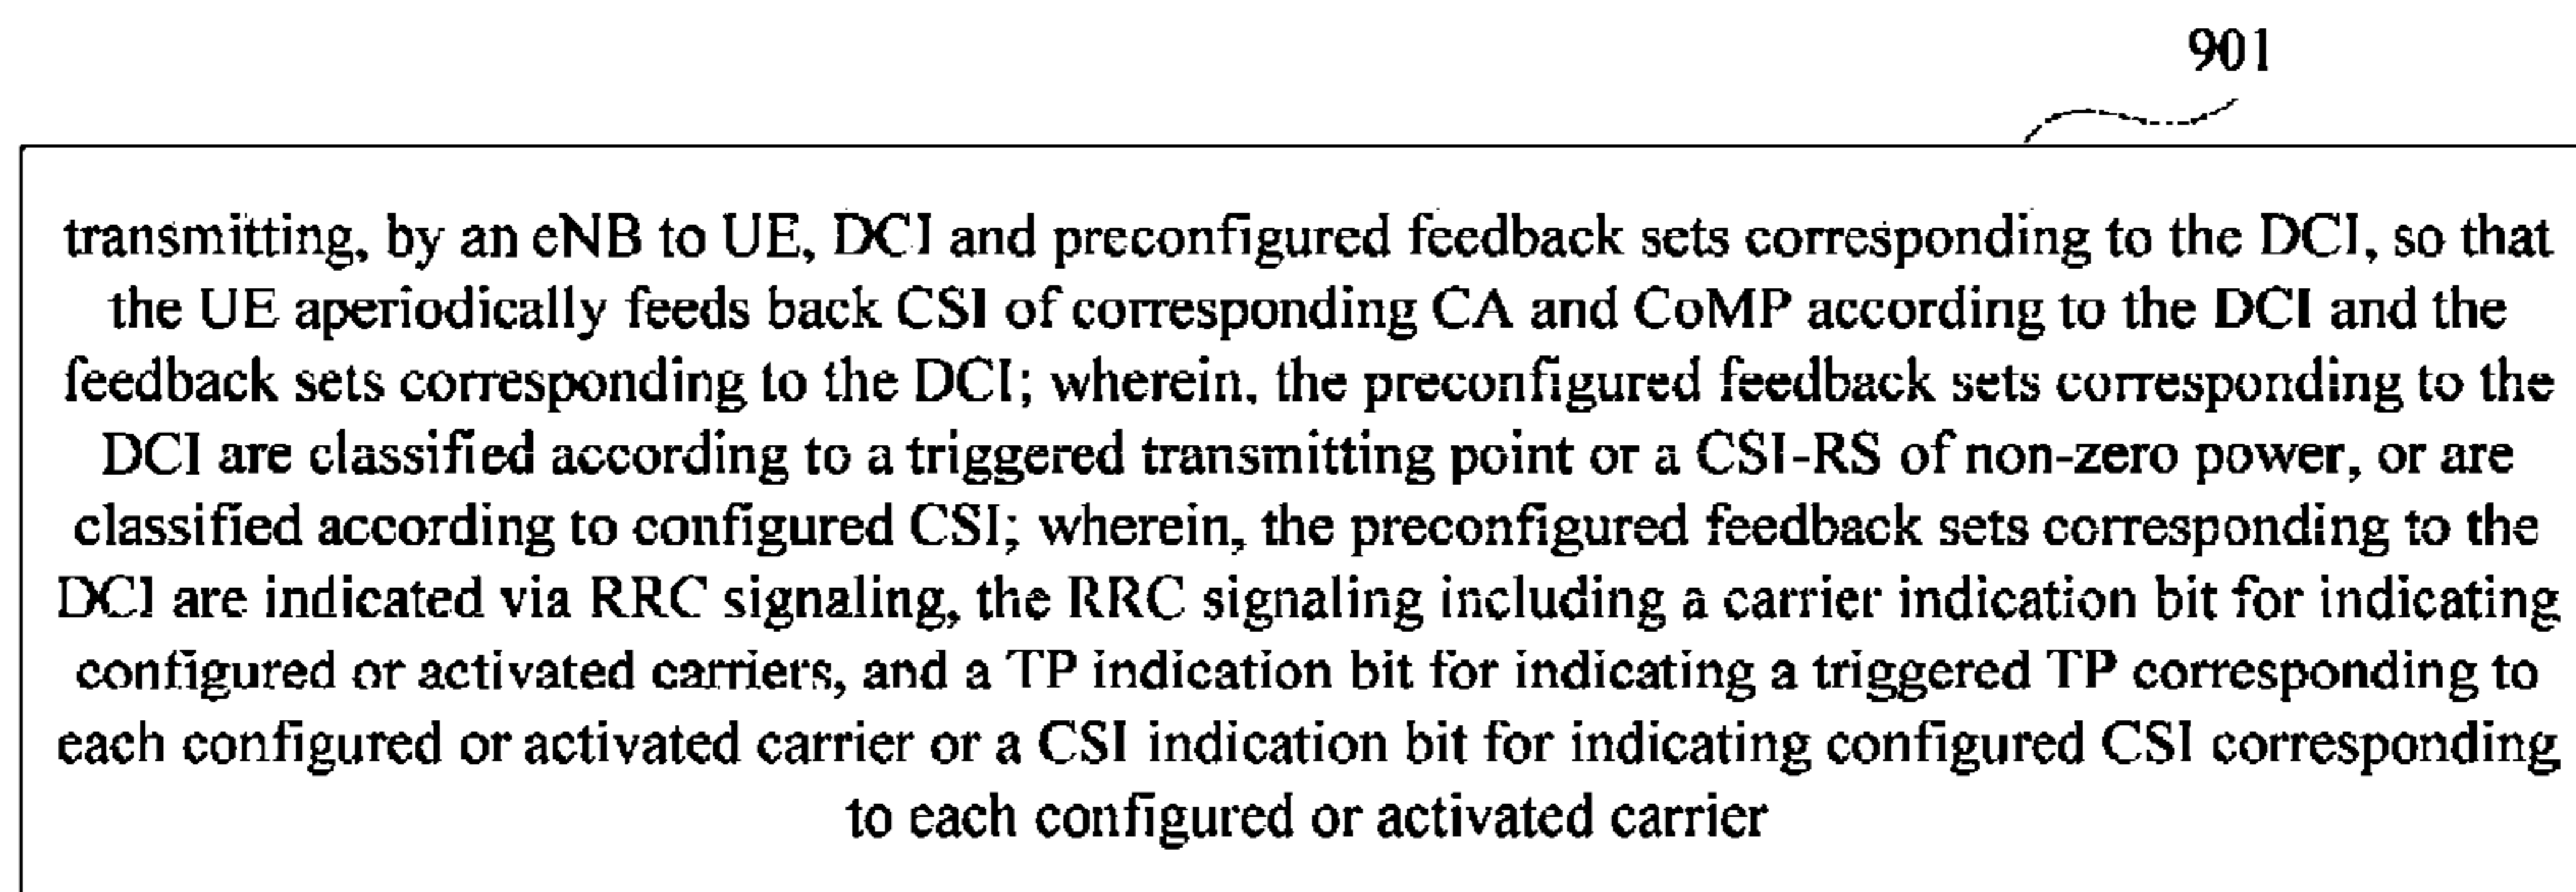 901
transmitting, by an eNB to UE, DCI and preconfigured feedback sets corresponding to the DCI, so that
the UE aperiodically feeds back CSI of corresponding CA and CoMP according to the DCI and the
feedback sets corresponding to the DCI; wherein, the preconfigured feedback sets corresponding to the
DCI are classified according to a triggered transmitting point or a CSI-RS of non-zero power, or are
classified according to configured CSI; wherein, the preconfigured feedback sets corresponding to the
DCI are indicated via RRC signaling, the RRC signaling including a carrier indication bit for indicating
configured or activated carriers, and a TP indication bit for indicating a triggered TP corresponding to
each configured or activated carrier or a CSI indication bit for indicating configured CSI corresponding
to each configured or activated carrier